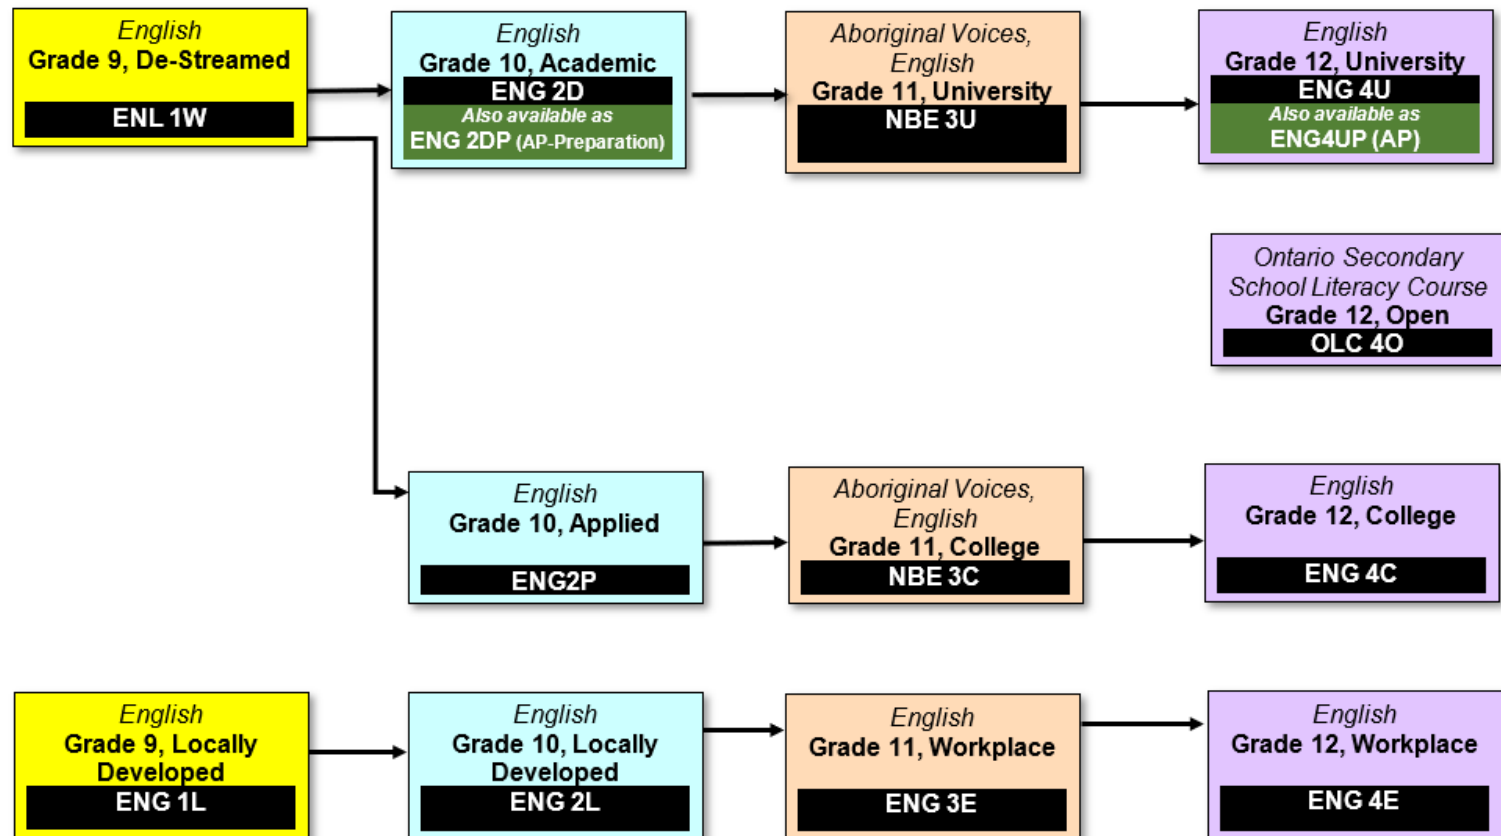 English
Grade 9, De-Streamed
ENL 1W
English
Grade 10, Academic
ENG 2D
Also available as
ENG 2DP (AP-Preparation)
Aboriginal Voices,
English
Grade 11, University
NBE 3U
English
Grade 12, University
ENG 4U
Also available as
ENG4UP (AP)
Ontario Secondary
School Literacy Course
Grade 12, Open
OLC 4O
English
Grade 10, Applied
ENG2P
Aboriginal Voices,
English
Grade 11, College
NBE 3C
English
Grade 12, College
ENG 4C
English
Grade 9, Locally
Developed
ENG 1L
English
Grade 10, Locally
Developed
ENG 2L
English
Grade 11, Workplace
ENG 3E
English
Grade 12, Workplace
ENG 4E